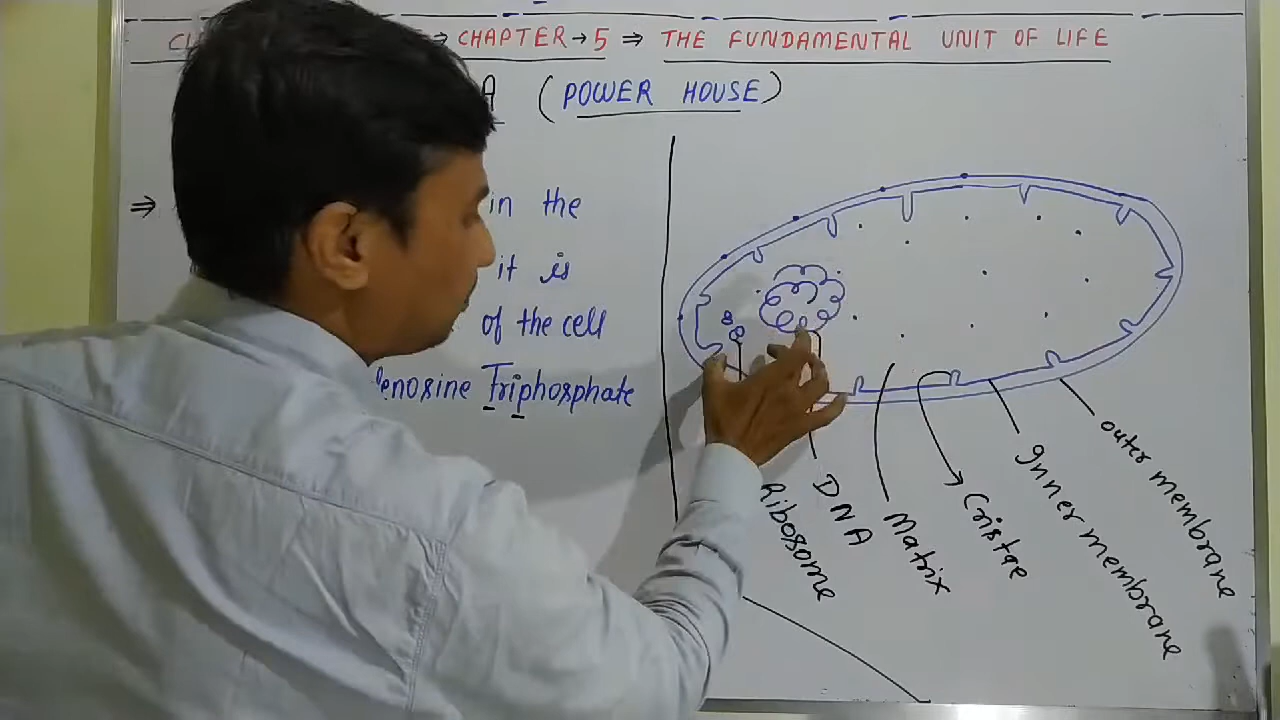 CHAPTER → 5 ⇒ THE FUNDAMENTAL UNIT OF LIFE
A (POWER HOUSE)
⇒ in the
it is
of the cell
enosine Triphosphate
outer membrane
Inner membrane
Cristae
Matrix
DNA
Ribosome